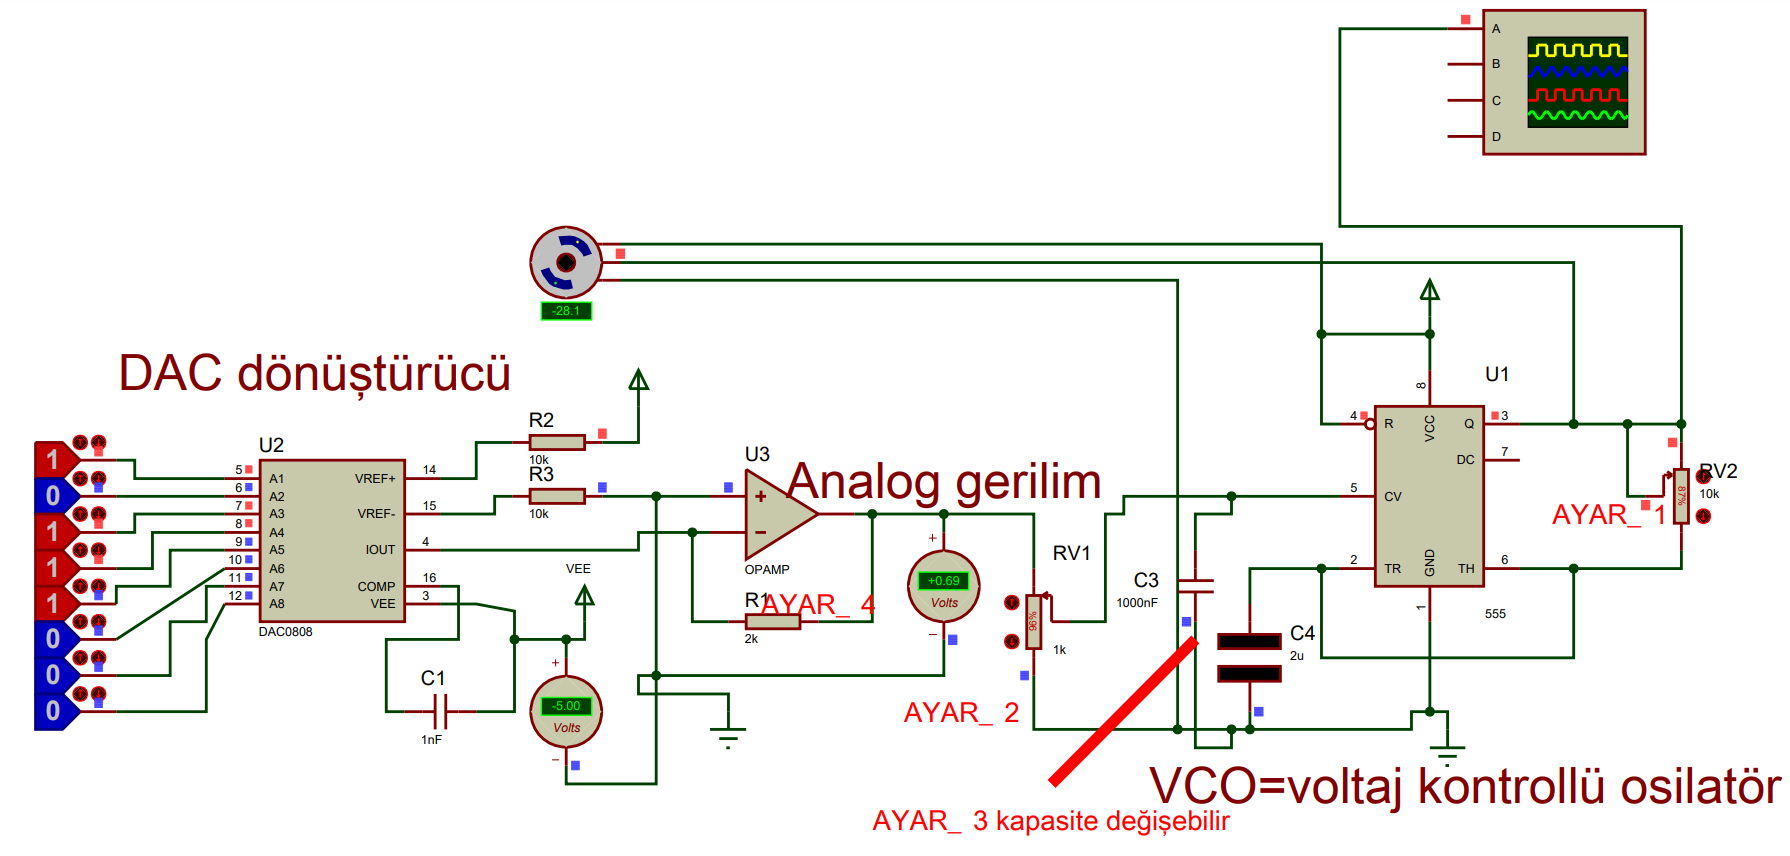 A
B
C
D
-28.1
DAC dönüştürücü
U2
1
0
1
1
1
0
0
0
5
6
7
8
9
10
11
12
A1
A2
A3
A4
A5
A6
A7
A8
VREF+
VREF-
IOUT
COMP
VEE
14
15
4
16
3
DAC0808
R2
10k
R3
10k
C1
1nF
VEE
+
-5.00
Volts
−
U3
Analog gerilim
OPAMP
R1
AYAR_ 4
2k
+
+0.69
Volts
−
RV1
96%
1k
AYAR_ 2
C3
1000nF
C4
2u
U1
4
R
8
VCC
Q
3
DC
7
5
CV
2
TR
GND
1
TH
6
555
RV2
10k
87%
AYAR_ 1
VCO=voltaj kontrollü osilatör
AYAR_ 3 kapasite değişebilir